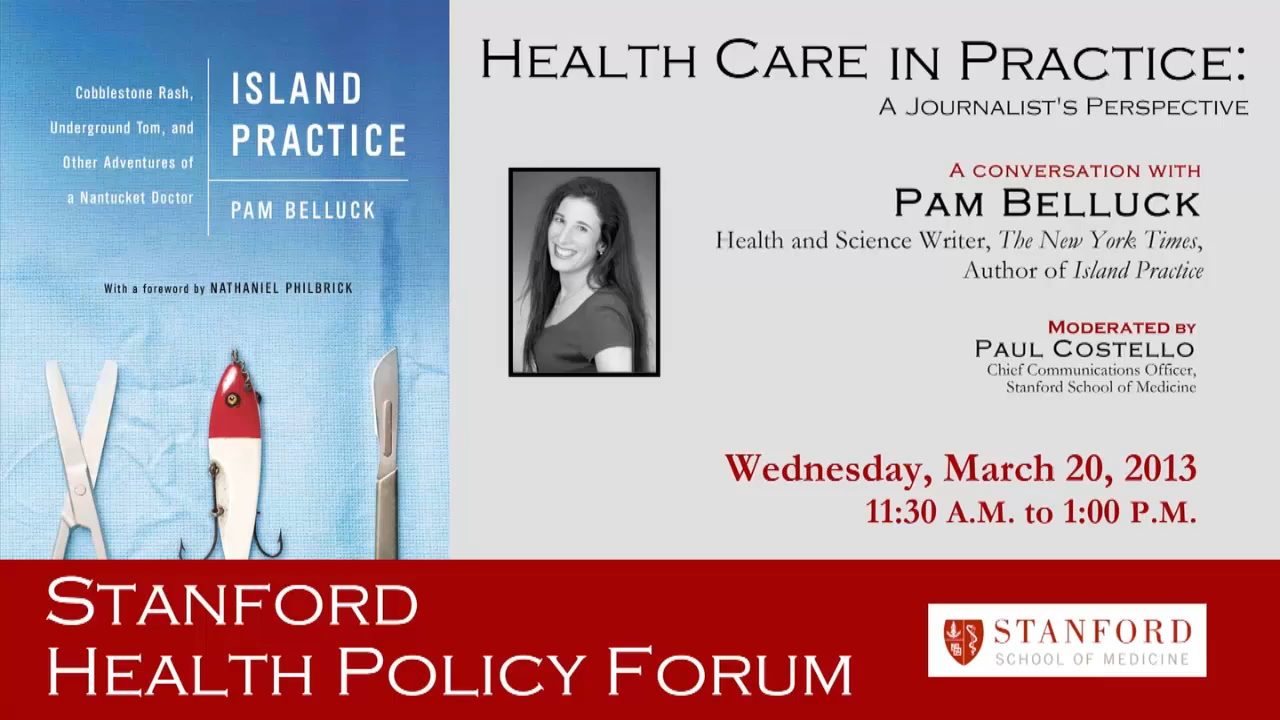 Cobblestone Rash,
Underground Tom, and
Other Adventures of
a Nantucket Doctor
ISLAND
PRACTICE
PAM BELLUCK
With a foreword by NATHANIEL PHILBRICK
HEALTH CARE IN PRACTICE:
A JOURNALIST'S PERSPECTIVE
A CONVERSATION WITH
PAM BELLUCK
Health and Science Writer, The New York Times,
Author of Island Practice
MODERATED BY
PAUL COSTELLO
Chief Communications Officer,
Stanford School of Medicine
Wednesday, March 20, 2013
11:30 A.M. to 1:00 P.M.
STANFORD
HEALTH POLICY FORUM
STANFORD
SCHOOL OF MEDICINE